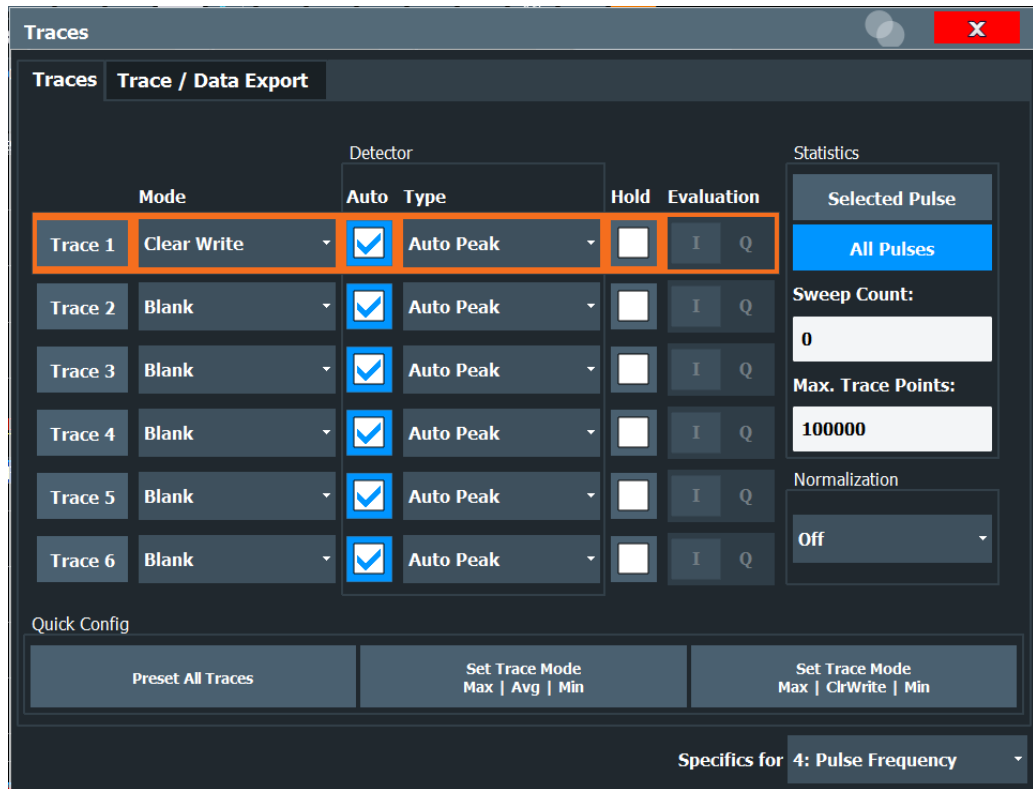 Traces
X
Traces Trace / Data Export
Detector Statistics
Mode Auto Type Hold Evaluation Selected Pulse
Trace 1 Clear Write Auto Peak I Q All Pulses
Trace 2 Blank Auto Peak I Q Sweep Count:
0
Trace 3 Blank Auto Peak I Q Max. Trace Points:
Trace 4 Blank Auto Peak I Q 100000
Trace 5 Blank Auto Peak I Q Normalization
Trace 6 Blank Auto Peak I Q Off
Quick Config
Preset All Traces
Set Trace Mode
Max | Avg | Min
Set Trace Mode
Max | ClrWrite | Min
Specifics for 4: Pulse Frequency